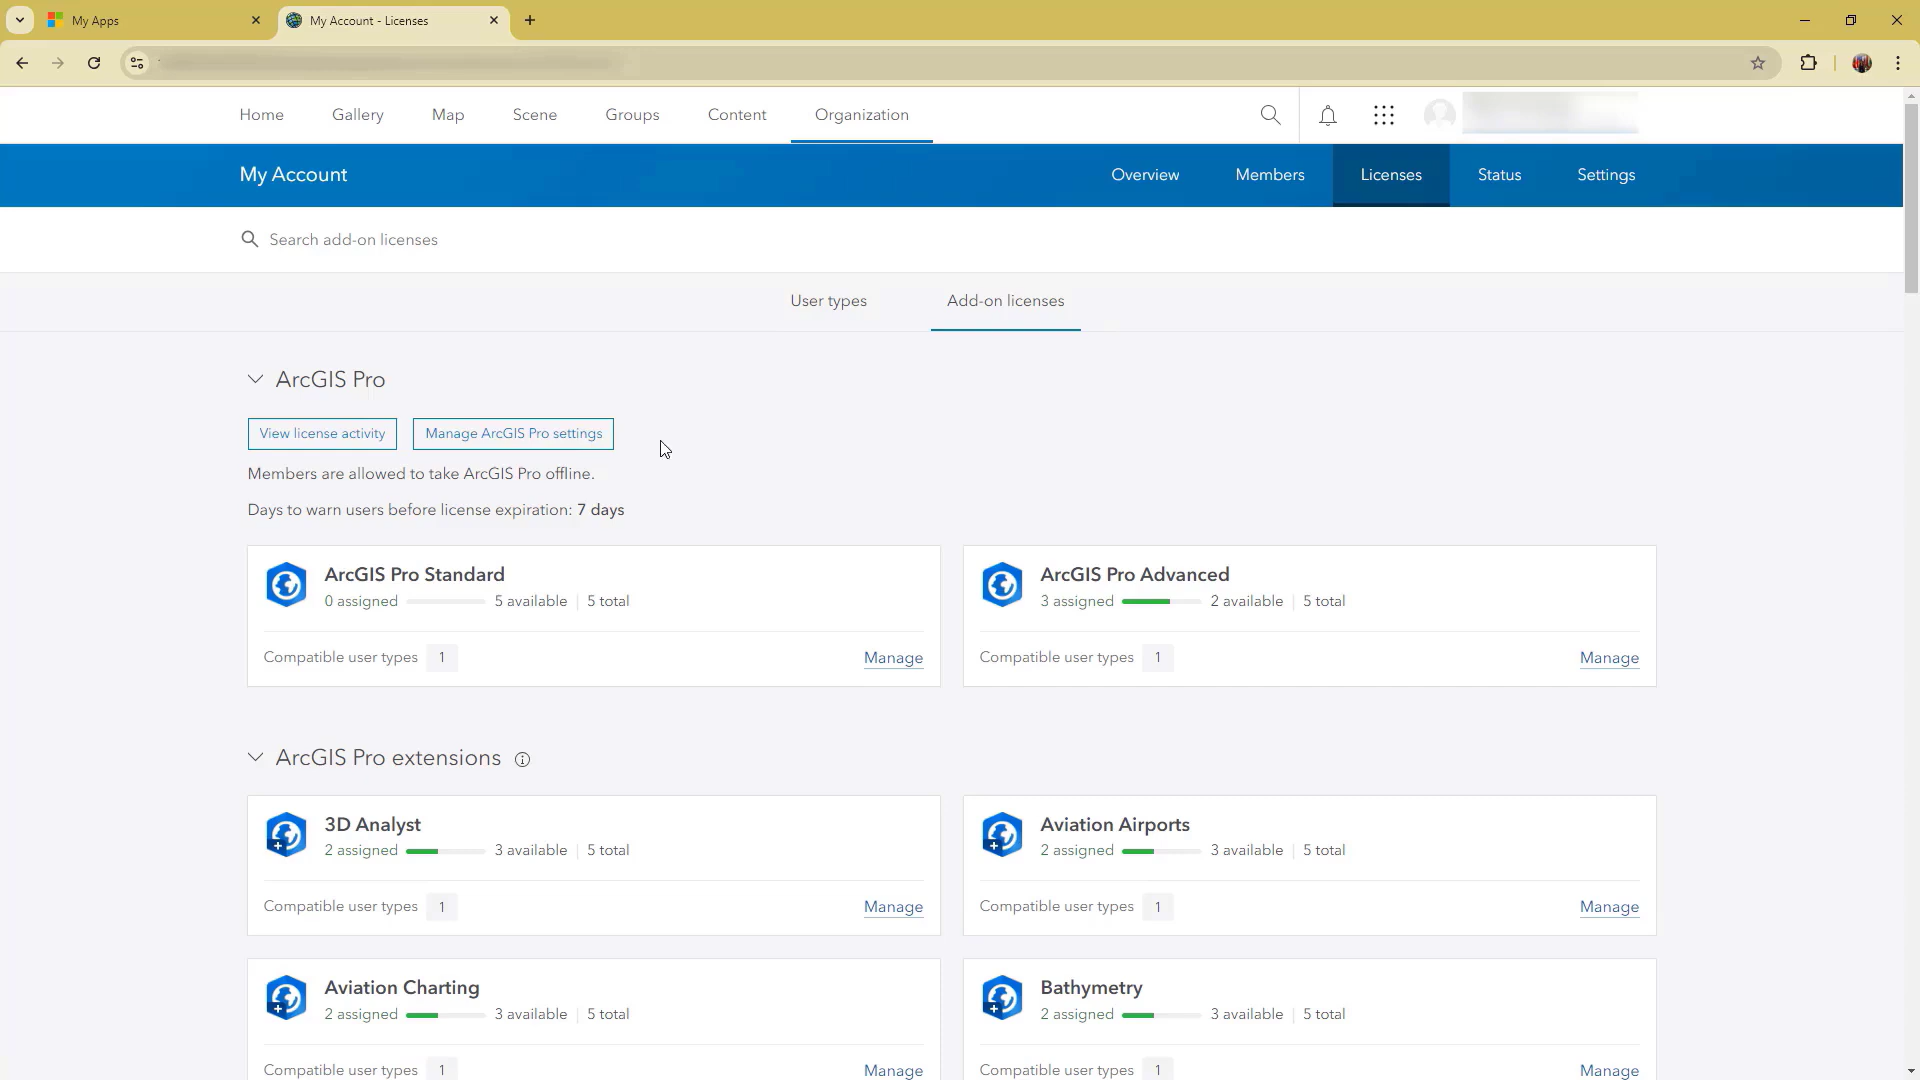 My Apps
My Account - Licenses
Home Gallery Map Scene Groups Content Organization
My Account Overview Members Licenses Status Settings
Search add-on licenses
User types Add-on licenses
ArcGIS Pro
View license activity Manage ArcGIS Pro settings
Members are allowed to take ArcGIS Pro offline.
Days to warn users before license expiration: 7 days
ArcGIS Pro Standard
0 assigned 5 available | 5 total
Compatible user types 1 Manage
ArcGIS Pro Advanced
3 assigned 2 available | 5 total
Compatible user types 1 Manage
ArcGIS Pro extensions
3D Analyst
2 assigned 3 available | 5 total
Compatible user types 1 Manage
Aviation Airports
2 assigned 3 available | 5 total
Compatible user types 1 Manage
Aviation Charting
2 assigned 3 available | 5 total
Compatible user types 1 Manage
Bathymetry
2 assigned 3 available | 5 total
Compatible user types 1 Manage